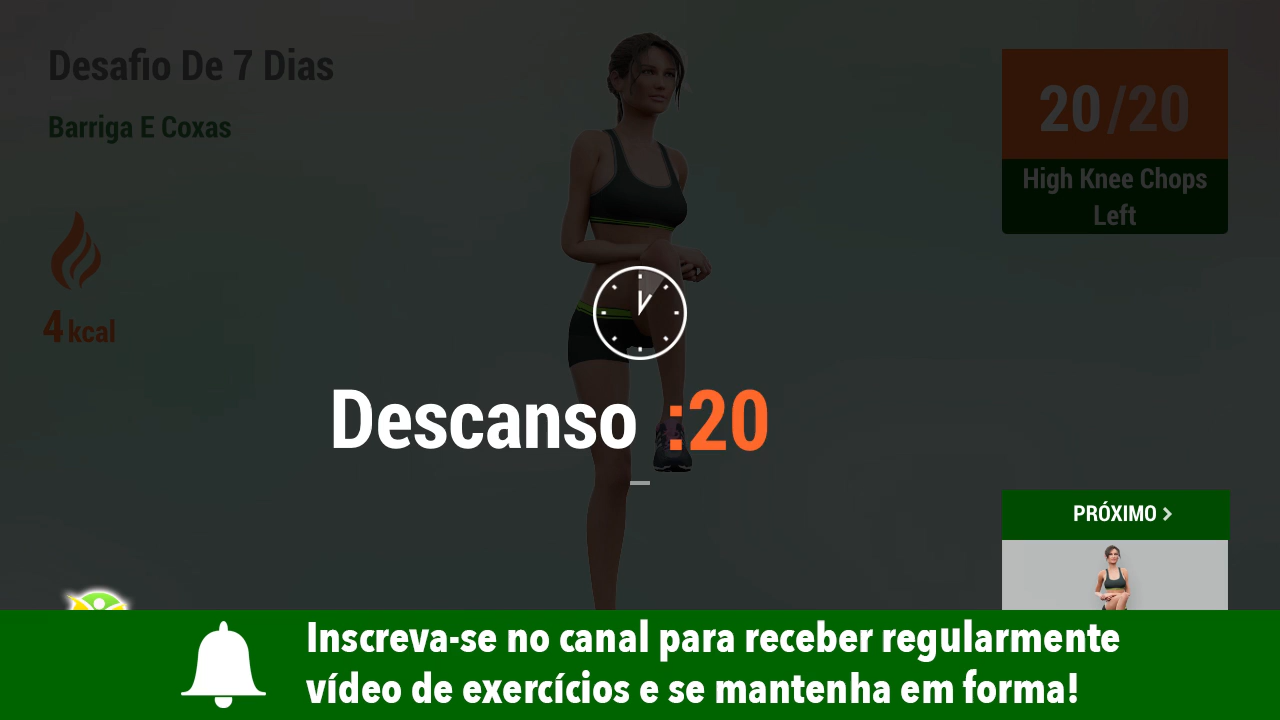 Desafio De 7 Dias
Barriga E Coxas
20/20
High Knee Chops
Left
4 kcal
Descanso :20
PRÓXIMO >
Inscreva-se no canal para receber regularmente
vídeo de exercícios e se mantenha em forma!